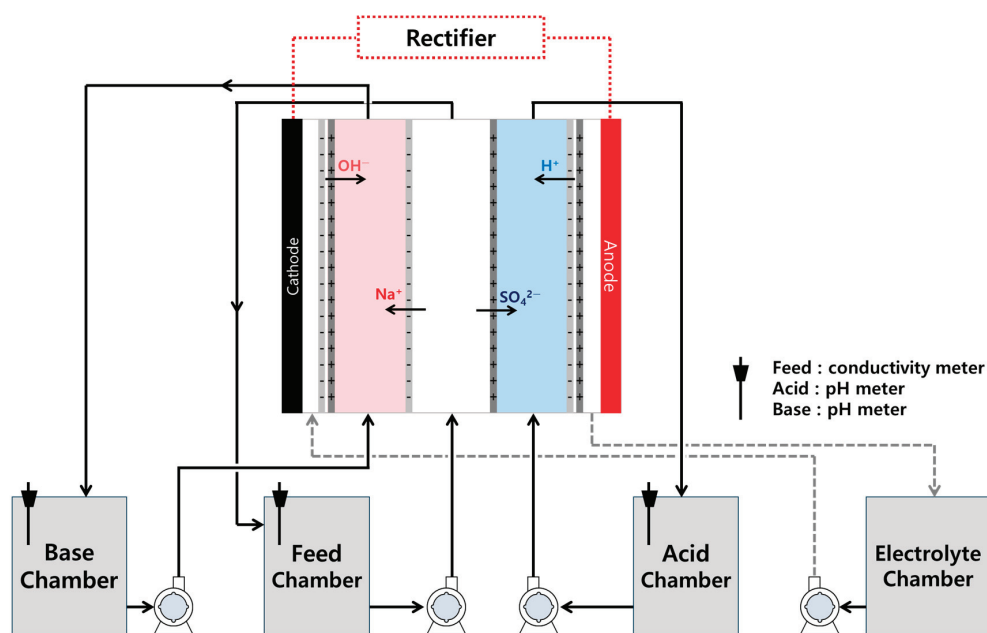 Rectifier
OH⁻
H⁺
Cathode
Anode
Na⁺
SO₄²⁻
Feed : conductivity meter
Acid : pH meter
Base : pH meter
Base
Chamber
Feed
Chamber
Acid
Chamber
Electrolyte
Chamber